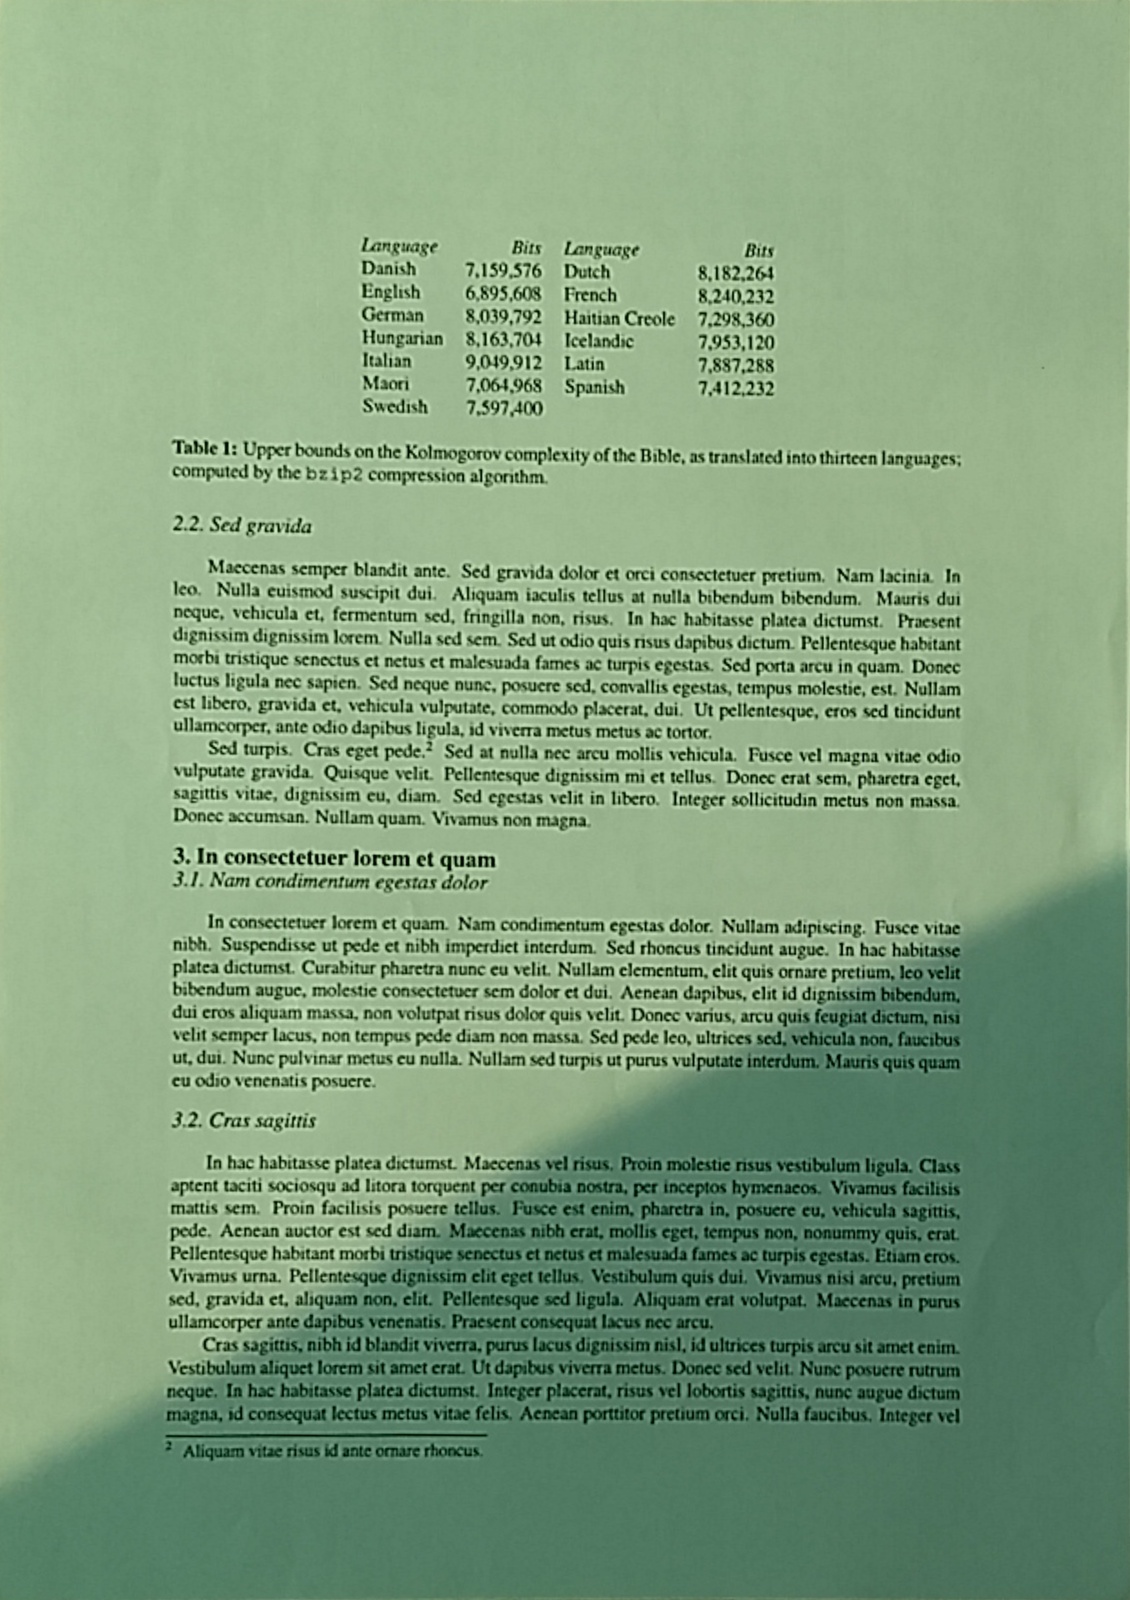 Language Bits Language Bits
Danish 7,159,576 Dutch 8,182,264
English 6,895,608 French 8,240,232
German 8,039,792 Haitian Creole 7,298,360
Hungarian 8,163,704 Icelandic 7,953,120
Italian 9,049,912 Latin 7,887,288
Maori 7,064,968 Spanish 7,412,232
Swedish 7,597,400
Table 1: Upper bounds on the Kolmogorov complexity of the Bible, as translated into thirteen languages;
computed by the bzip2 compression algorithm.
2.2. Sed gravida
Maecenas semper blandit ante. Sed gravida dolor et orci consectetuer pretium. Nam lacinia. In
leo. Nulla euismod suscipit dui. Aliquam iaculis tellus at nulla bibendum bibendum. Mauris dui
neque, vehicula et, fermentum sed, fringilla non, risus. In hac habitasse platea dictumst. Praesent
dignissim dignissim lorem. Nulla sed sem. Sed ut odio quis risus dapibus dictum. Pellentesque habitant
morbi tristique senectus et netus et malesuada fames ac turpis egestas. Sed porta arcu in quam. Donec
luctus ligula nec sapien. Sed neque nunc, posuere sed, convallis egestas, tempus molestie, est. Nullam
est libero, gravida et, vehicula vulputate, commodo placerat, dui. Ut pellentesque, eros sed tincidunt
ullamcorper, ante odio dapibus ligula, id viverra metus metus ac tortor.
Sed turpis. Cras eget pede.² Sed at nulla nec arcu mollis vehicula. Fusce vel magna vitae odio
vulputate gravida. Quisque velit. Pellentesque dignissim mi et tellus. Donec erat sem, pharetra eget,
sagittis vitae, dignissim eu, diam. Sed egestas velit in libero. Integer sollicitudin metus non massa.
Donec accumsan. Nullam quam. Vivamus non magna.
3. In consectetuer lorem et quam
3.1. Nam condimentum egestas dolor
In consectetuer lorem et quam. Nam condimentum egestas dolor. Nullam adipiscing. Fusce vitae
nibh. Suspendisse ut pede et nibh imperdiet interdum. Sed rhoncus tincidunt augue. In hac habitasse
platea dictumst. Curabitur pharetra nunc eu velit. Nullam elementum, elit quis ornare pretium, leo velit
bibendum augue, molestie consectetuer sem dolor et dui. Aenean dapibus, elit id dignissim bibendum,
dui eros aliquam massa, non volutpat risus dolor quis velit. Donec varius, arcu quis feugiat dictum, nisi
velit semper lacus, non tempus pede diam non massa. Sed pede leo, ultrices sed, vehicula non, faucibus
ut, dui. Nunc pulvinar metus eu nulla. Nullam sed turpis ut purus vulputate interdum. Mauris quis quam
eu odio venenatis posuere.
3.2. Cras sagittis
In hac habitasse platea dictumst. Maecenas vel risus. Proin molestie risus vestibulum ligula. Class
aptent taciti sociosqu ad litora torquent per conubia nostra, per inceptos hymenaeos. Vivamus facilisis
mattis sem. Proin facilisis posuere tellus. Fusce est enim, pharetra in, posuere eu, vehicula sagittis,
pede. Aenean auctor est sed diam. Maecenas nibh erat, mollis eget, tempus non, nonummy quis, erat.
Pellentesque habitant morbi tristique senectus et netus et malesuada fames ac turpis egestas. Etiam eros.
Vivamus urna. Pellentesque dignissim elit eget tellus. Vestibulum quis dui. Vivamus nisi arcu, pretium
sed, gravida et, aliquam non, elit. Pellentesque sed ligula. Aliquam erat volutpat. Maecenas in purus
ullamcorper ante dapibus venenatis. Praesent consequat lacus nec arcu.
Cras sagittis, nibh id blandit viverra, purus lacus dignissim nisl, id ultrices turpis arcu sit amet enim.
Vestibulum aliquet lorem sit amet erat. Ut dapibus viverra metus. Donec sed velit. Nunc posuere rutrum
neque. In hac habitasse platea dictumst. Integer placerat, risus vel lobortis sagittis, nunc augue dictum
magna, id consequat lectus metus vitae felis. Aenean porttitor pretium orci. Nulla faucibus. Integer vel
² Aliquam vitae risus id ante ornare rhoncus.